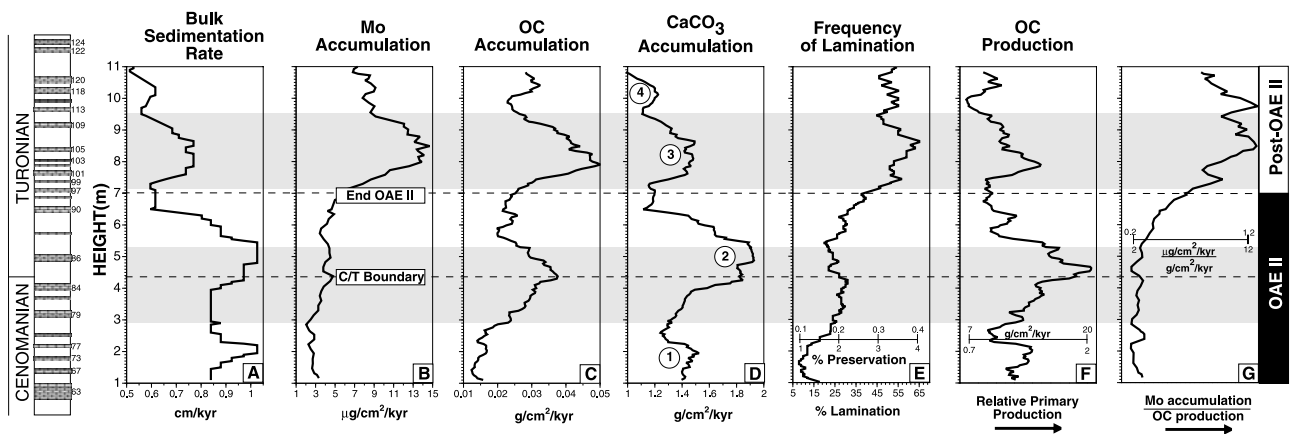 Bulk
Sedimentation
Rate
Mo
Accumulation
OC
Accumulation
CaCO3
Accumulation
Frequency
of Lamination
OC
Production
TURONIAN
CENOMANIAN
124
122
120
118
113
109
105
103
101
99
97
90
86
84
79
77
73
67
63
HEIGHT(m)
11
10
9
8
7
6
5
4
3
2
1
A
0.5 0.6 0.7 0.8 0.9 1
cm/kyr
End OAE II
C/T Boundary
B
1 3 5 7 9 11 13 15
µg/cm2/kyr
C
0 0.01 0.02 0.03 0.04 0.05
g/cm2/kyr
4
3
2
1
D
1 1.2 1.4 1.6 1.8 2
g/cm2/kyr
0.1 0.2 0.3 0.4
1 2 3 4
% Preservation
E
5 15 25 35 45 55 65
% Lamination
7 20
g/cm2/kyr
0.7 2
F
Relative Primary
Production
0.2 1.2
2 12
µg/cm2/kyr
g/cm2/kyr
G
Mo accumulation
OC production
Post-OAE II
OAE II